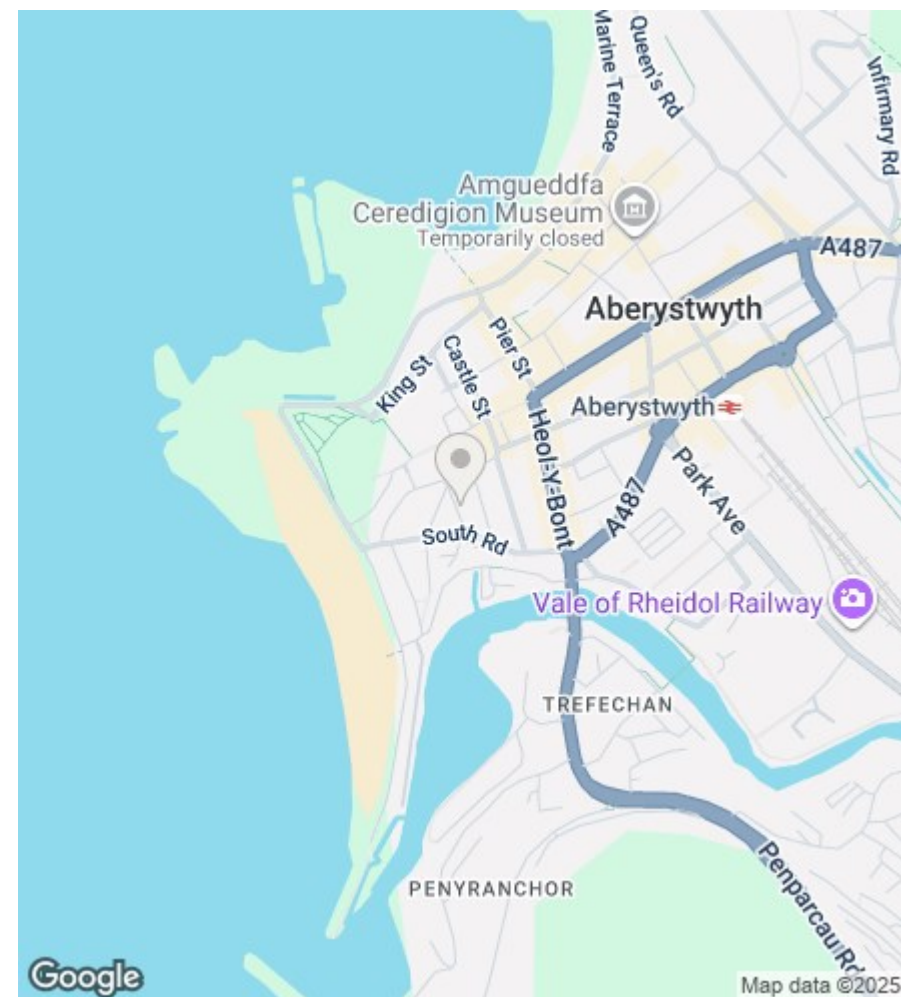 Marine Terrace
Queen's Rd
Infirmary Rd
Amgueddfa
Ceredigion Museum
Temporarily closed
A487
Aberystwyth
Pier St
Castle St
King St
Aberystwyth
Heol-Y-Bont
Park Ave
A487
South Rd
Vale of Rheidol Railway
TREFECHAN
PENYRANCHOR
Penparcau Rd
Google
Map data ©2025